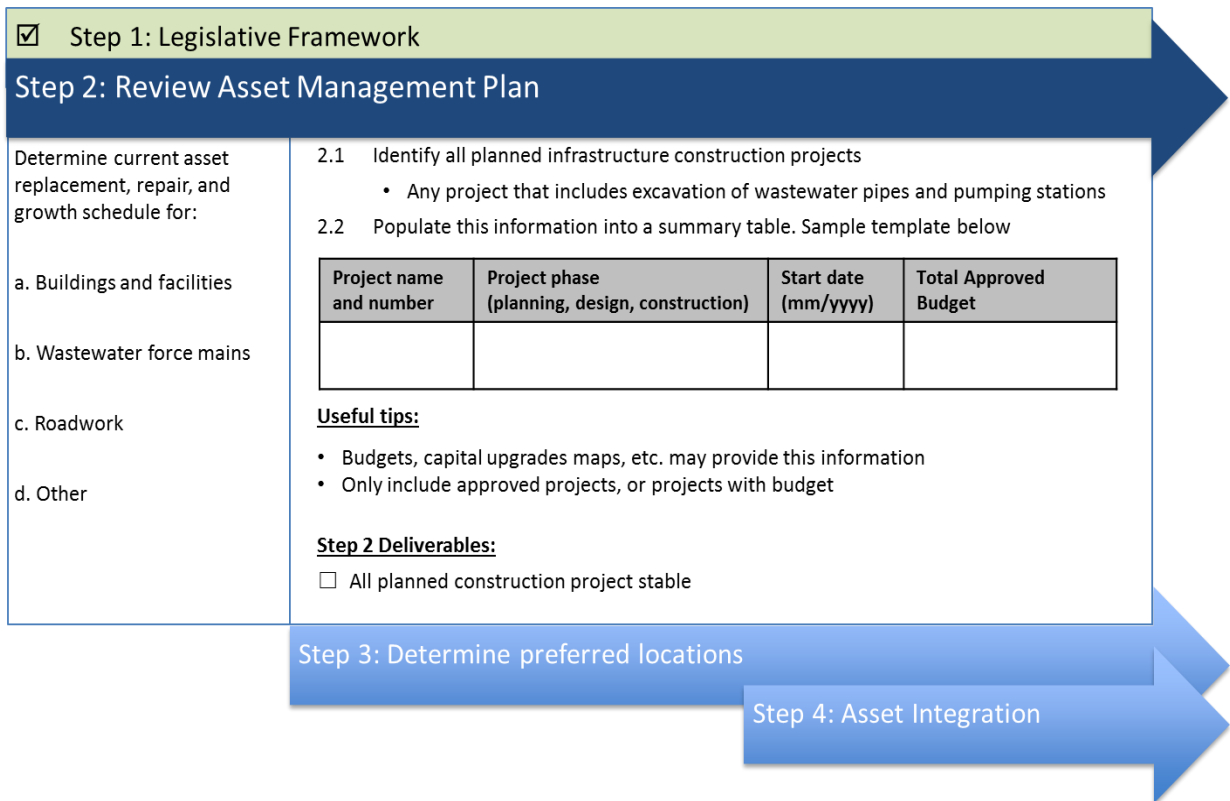 ☑ Step 1: Legislative Framework
Step 2: Review Asset Management Plan
Determine current asset
replacement, repair, and
growth schedule for:
a. Buildings and facilities
b. Wastewater force mains
c. Roadwork
d. Other
2.1 Identify all planned infrastructure construction projects
• Any project that includes excavation of wastewater pipes and pumping stations
2.2 Populate this information into a summary table. Sample template below
Project name
and number
Project phase
(planning, design, construction)
Start date
(mm/yyyy)
Total Approved
Budget
Useful tips:
• Budgets, capital upgrades maps, etc. may provide this information
• Only include approved projects, or projects with budget
Step 2 Deliverables:
☐ All planned construction project stable
Step 3: Determine preferred locations
Step 4: Asset Integration